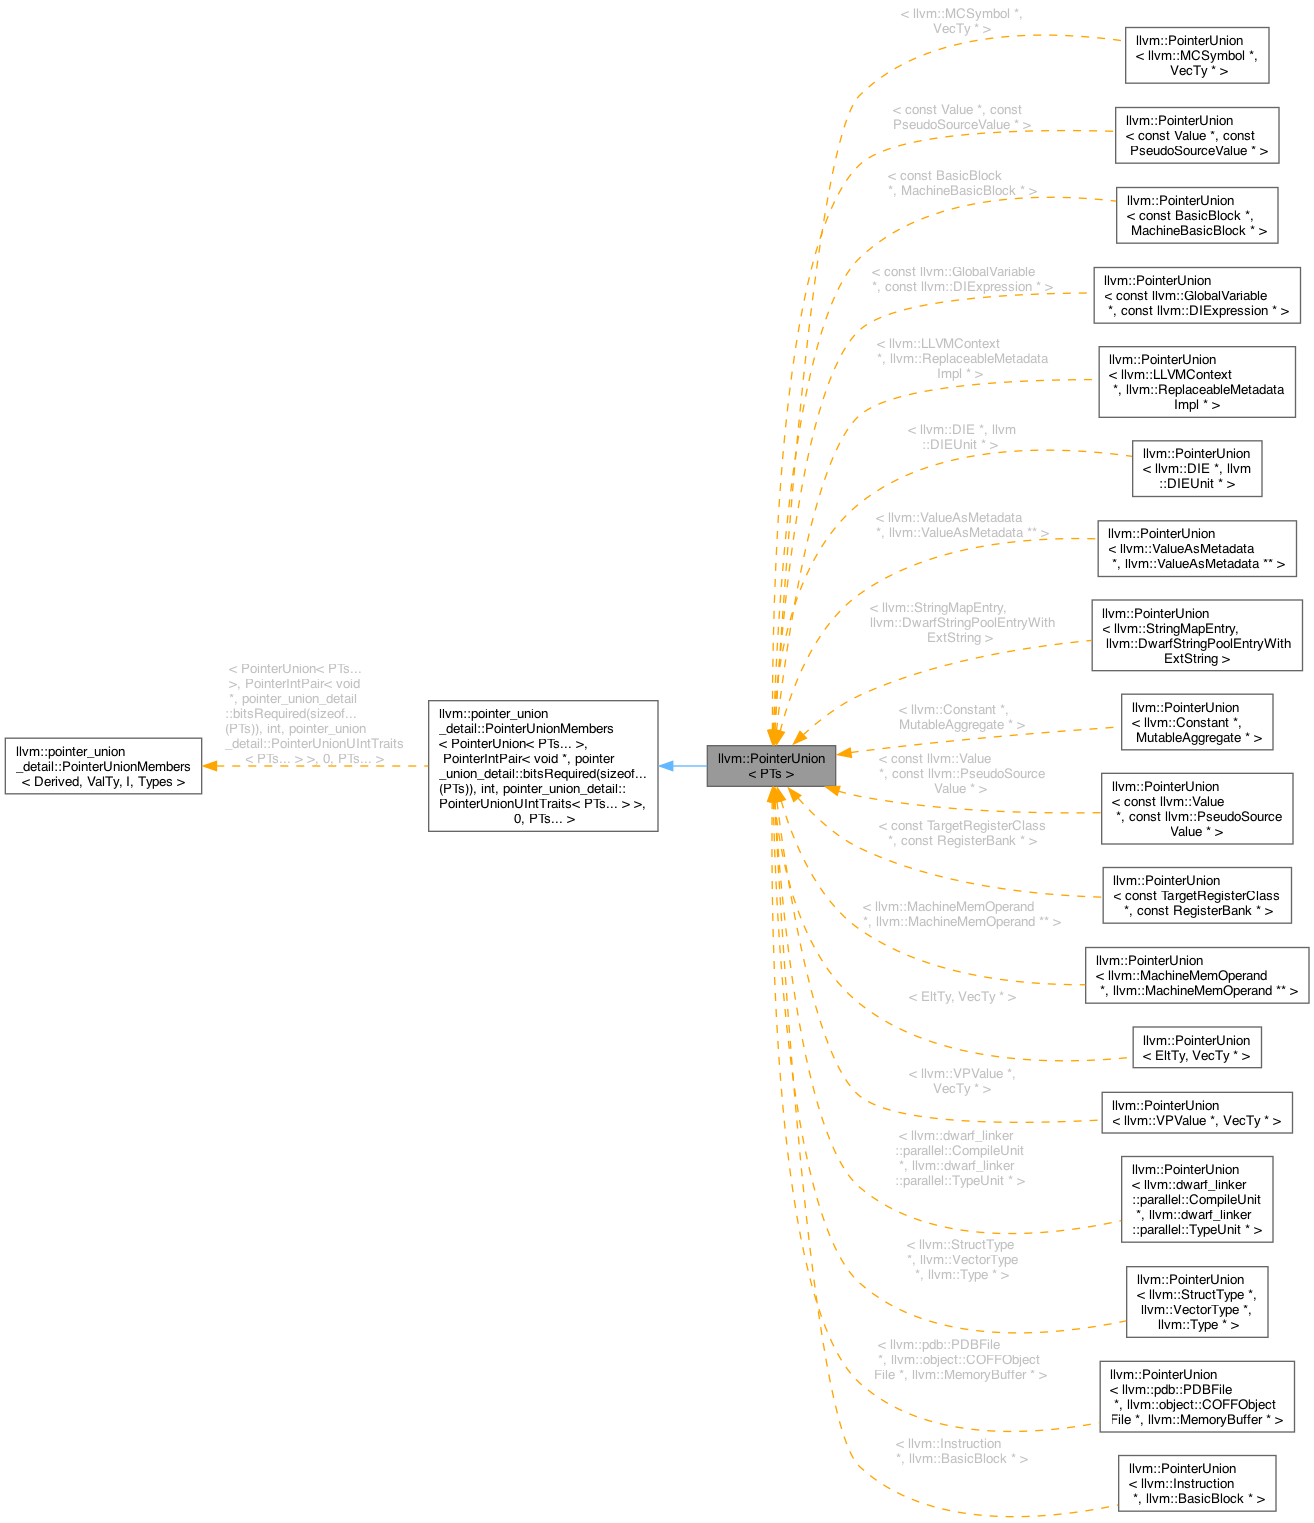 llvm::pointer_union
_detail::PointerUnionMembers
< Derived, ValTy, I, Types >
< PointerUnion< PTs...
>, PointerIntPair< void
*, pointer_union_detail
::bitsRequired(sizeof...
(PTs)), int, pointer_union
_detail::PointerUnionUIntTraits
< PTs... > >, 0, PTs... >
llvm::pointer_union
_detail::PointerUnionMembers
< PointerUnion< PTs... >,
PointerIntPair< void *, pointer
_union_detail::bitsRequired(sizeof...
(PTs)), int, pointer_union_detail::
PointerUnionUIntTraits< PTs... > >,
0, PTs... >
llvm::PointerUnion
< PTs >
< llvm::MCSymbol *,
VecTy * >
llvm::PointerUnion
< llvm::MCSymbol *,
VecTy * >
< const Value *, const
PseudoSourceValue * >
llvm::PointerUnion
< const Value *, const
PseudoSourceValue * >
< const BasicBlock
*, MachineBasicBlock * >
llvm::PointerUnion
< const BasicBlock *,
MachineBasicBlock * >
< const llvm::GlobalVariable
*, const llvm::DIExpression * >
llvm::PointerUnion
< const llvm::GlobalVariable
*, const llvm::DIExpression * >
< llvm::LLVMContext
*, llvm::ReplaceableMetadata
Impl * >
llvm::PointerUnion
< llvm::LLVMContext
*, llvm::ReplaceableMetadata
Impl * >
< llvm::DIE *, llvm
::DIEUnit * >
llvm::PointerUnion
< llvm::DIE *, llvm
::DIEUnit * >
< llvm::ValueAsMetadata
*, llvm::ValueAsMetadata ** >
llvm::PointerUnion
< llvm::ValueAsMetadata
*, llvm::ValueAsMetadata ** >
< llvm::StringMapEntry,
llvm::DwarfStringPoolEntryWith
ExtString >
llvm::PointerUnion
< llvm::StringMapEntry,
llvm::DwarfStringPoolEntryWith
ExtString >
< llvm::Constant *,
MutableAggregate * >
llvm::PointerUnion
< llvm::Constant *,
MutableAggregate * >
< const llvm::Value
*, const llvm::PseudoSource
Value * >
llvm::PointerUnion
< const llvm::Value
*, const llvm::PseudoSource
Value * >
< const TargetRegisterClass
*, const RegisterBank * >
llvm::PointerUnion
< const TargetRegisterClass
*, const RegisterBank * >
< llvm::MachineMemOperand
*, llvm::MachineMemOperand ** >
llvm::PointerUnion
< llvm::MachineMemOperand
*, llvm::MachineMemOperand ** >
< EltTy, VecTy * >
llvm::PointerUnion
< EltTy, VecTy * >
< llvm::VPValue *,
VecTy * >
llvm::PointerUnion
< llvm::VPValue *, VecTy * >
< llvm::dwarf_linker
::parallel::CompileUnit
*, llvm::dwarf_linker
::parallel::TypeUnit * >
llvm::PointerUnion
< llvm::dwarf_linker
::parallel::CompileUnit
*, llvm::dwarf_linker
::parallel::TypeUnit * >
< llvm::StructType
*, llvm::VectorType
*, llvm::Type * >
llvm::PointerUnion
< llvm::StructType *,
llvm::VectorType *,
llvm::Type * >
< llvm::pdb::PDBFile
*, llvm::object::COFFObject
File *, llvm::MemoryBuffer * >
llvm::PointerUnion
< llvm::pdb::PDBFile
*, llvm::object::COFFObject
File *, llvm::MemoryBuffer * >
< llvm::Instruction
*, llvm::BasicBlock * >
llvm::PointerUnion
< llvm::Instruction
*, llvm::BasicBlock * >